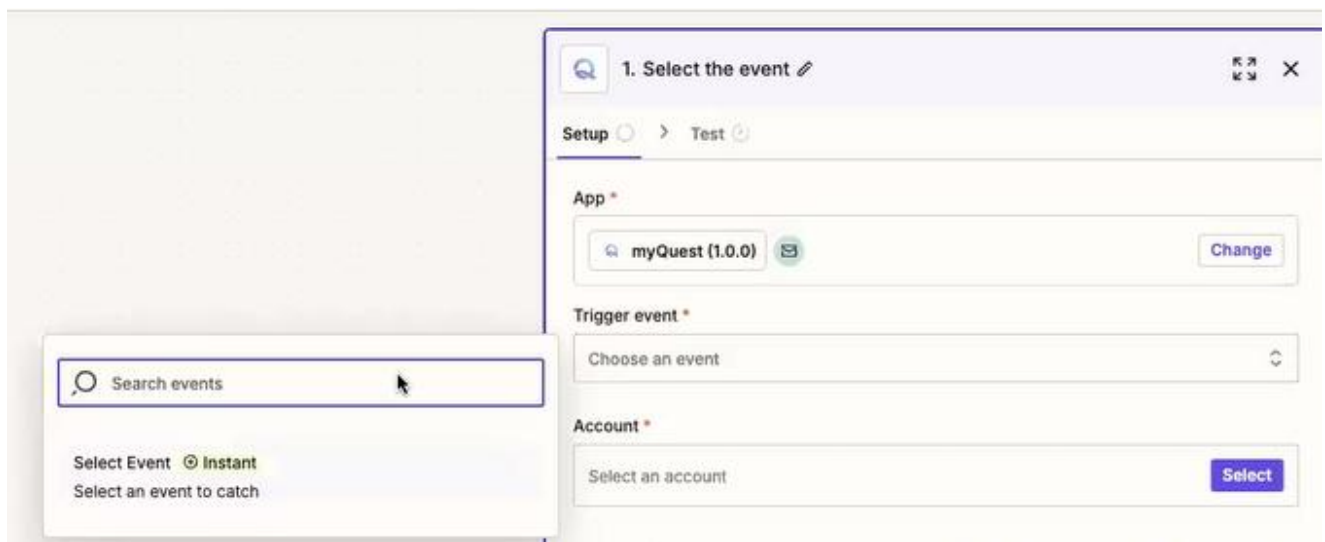 1. Select the event
Setup > Test
App *
myQuest (1.0.0)
Change
Trigger event *
Choose an event
Account *
Select an account
Select
Search events
Select Event Instant
Select an event to catch